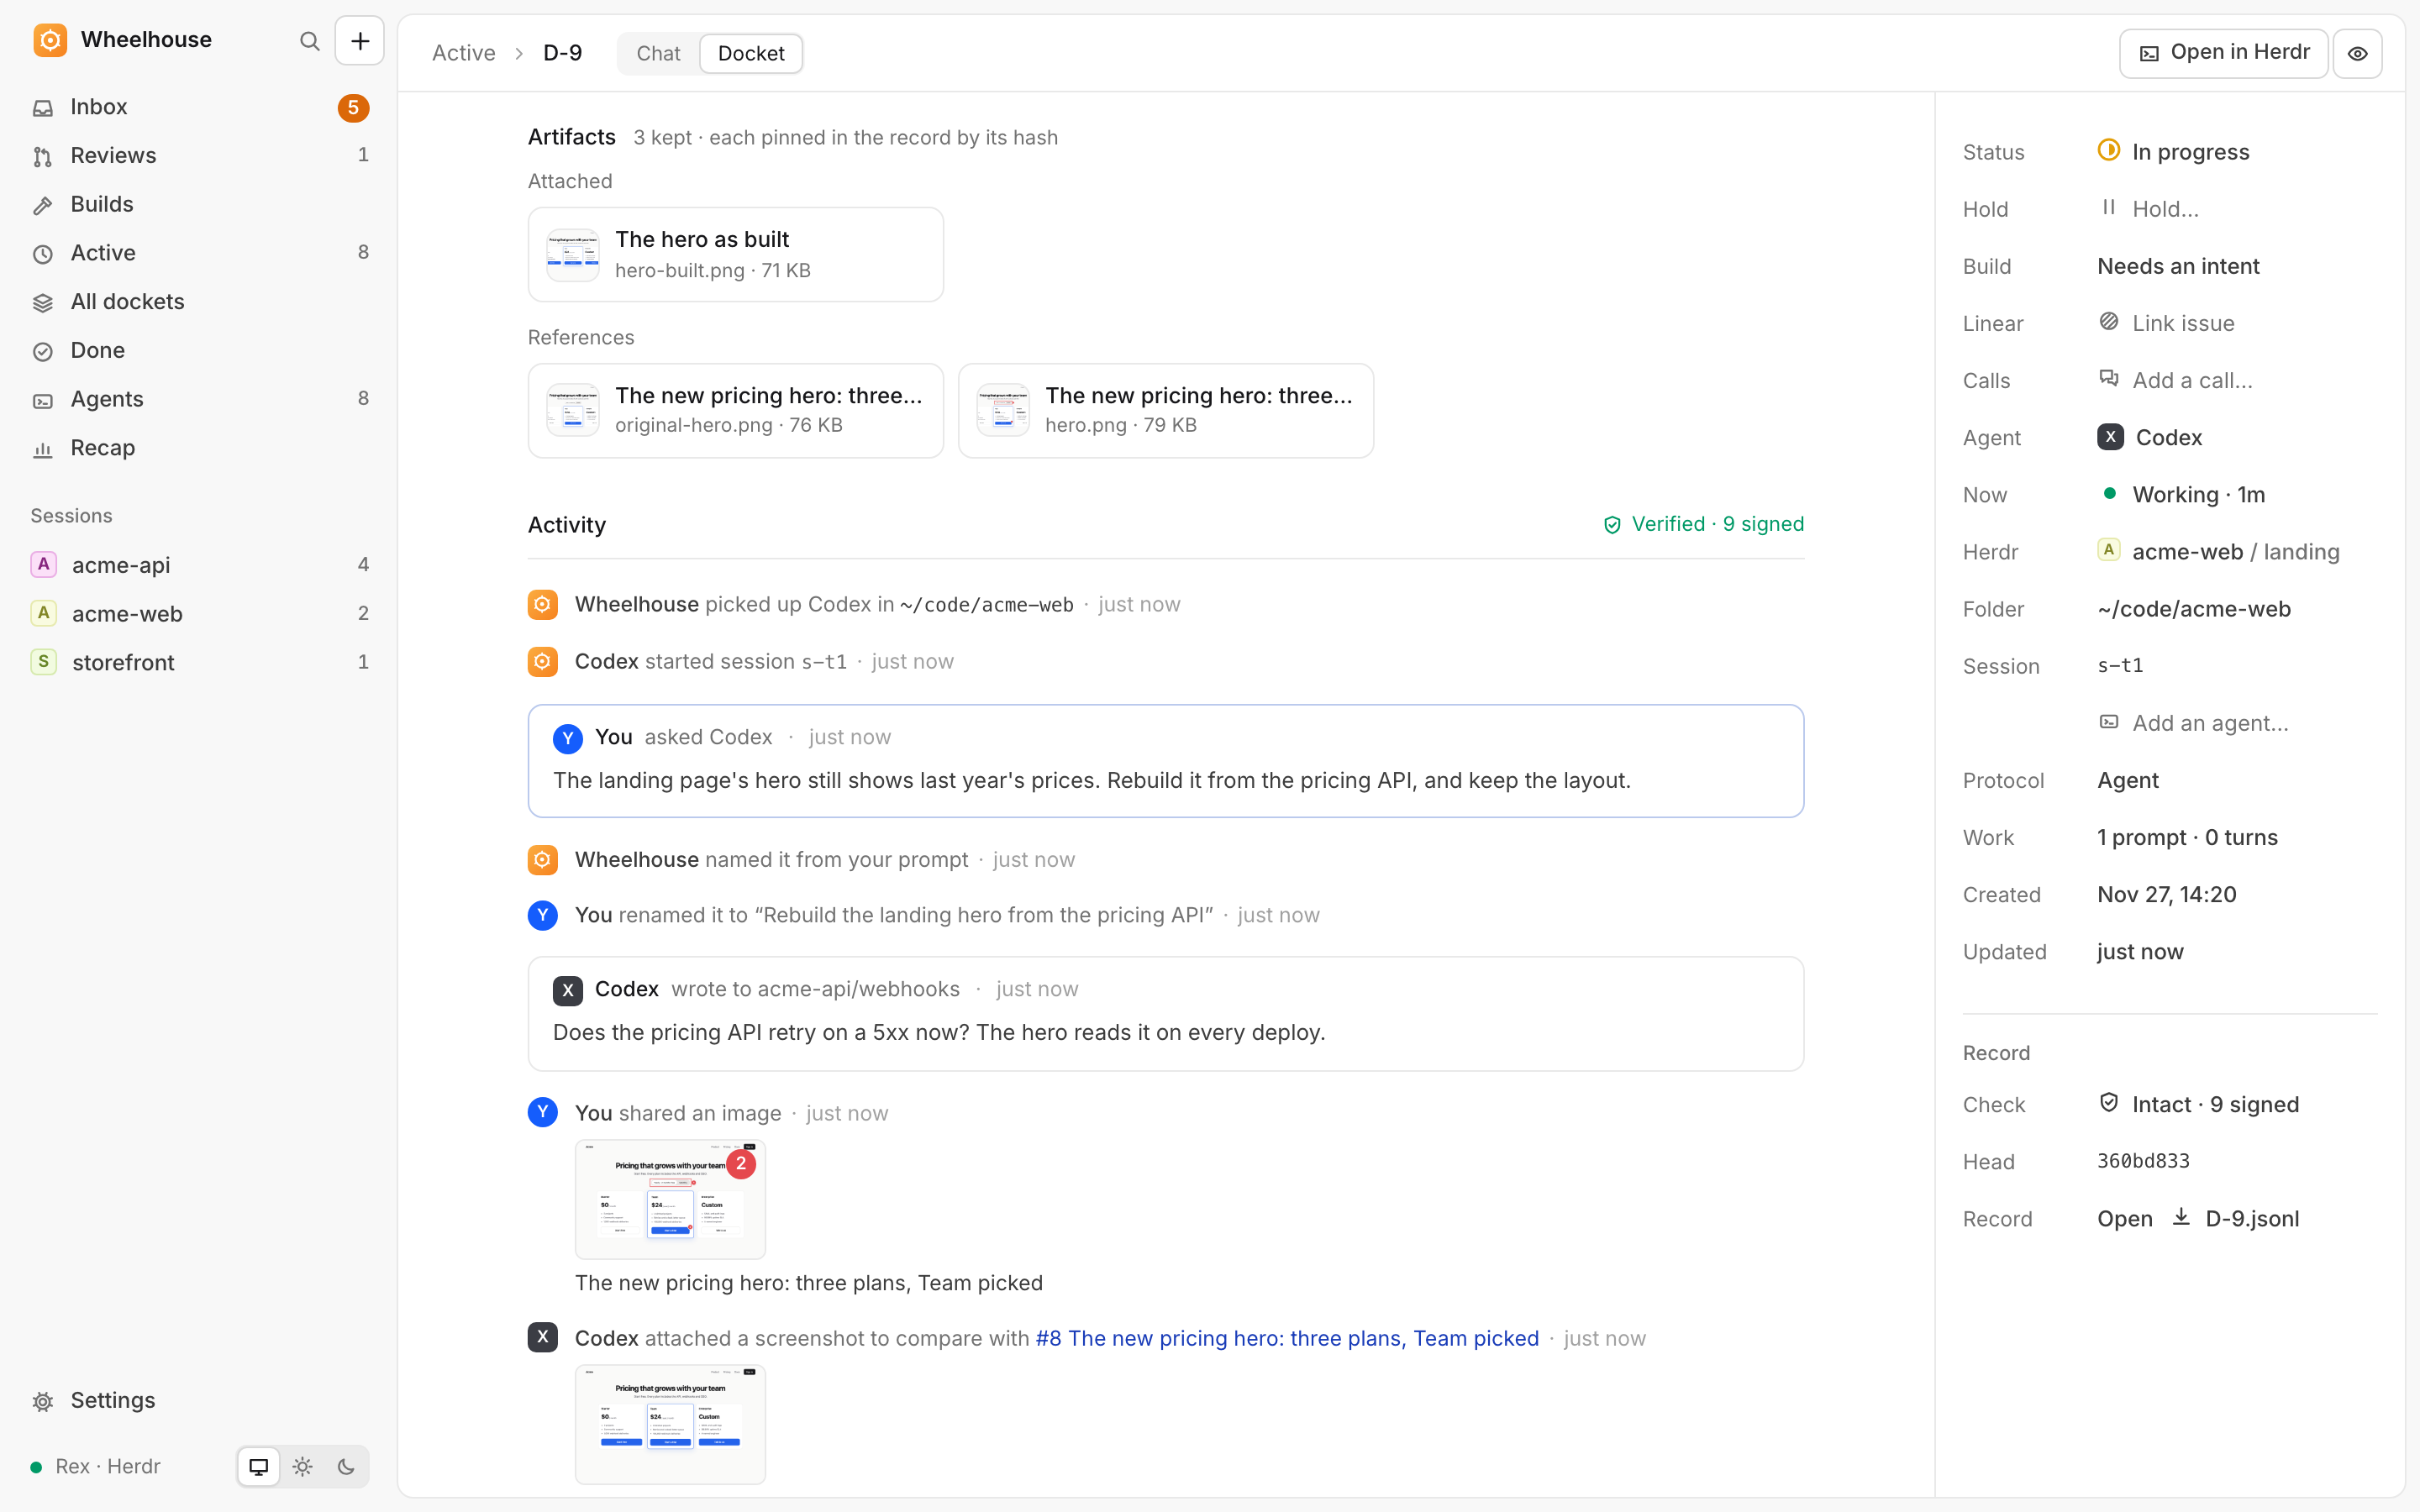 Wheelhouse
Inbox 5
Reviews 1
Builds
Active 8
All dockets
Done
Agents 8
Recap
Sessions
A acme-api 4
A acme-web 2
S storefront 1
Settings
Rex · Herdr
Active › D-9 Chat Docket
Open in Herdr
Artifacts 3 kept · each pinned in the record by its hash
Attached
The hero as built
hero-built.png · 71 KB
References
The new pricing hero: three...
original-hero.png · 76 KB
The new pricing hero: three...
hero.png · 79 KB
Activity Verified · 9 signed
Wheelhouse picked up Codex in ~/code/acme-web · just now
Codex started session s-t1 · just now
Y You asked Codex · just now
The landing page's hero still shows last year's prices. Rebuild it from the pricing API, and keep the layout.
Wheelhouse named it from your prompt · just now
Y You renamed it to “Rebuild the landing hero from the pricing API” · just now
X Codex wrote to acme-api/webhooks · just now
Does the pricing API retry on a 5xx now? The hero reads it on every deploy.
Y You shared an image · just now
Pricing that grows with your team 2
$0 $24 Custom
The new pricing hero: three plans, Team picked
X Codex attached a screenshot to compare with #8 The new pricing hero: three plans, Team picked · just now
Pricing that grows with your team
$0 $24 Custom
Status In progress
Hold Hold...
Build Needs an intent
Linear Link issue
Calls Add a call...
Agent X Codex
Now Working · 1m
Herdr A acme-web / landing
Folder ~/code/acme-web
Session s-t1
Add an agent...
Protocol Agent
Work 1 prompt · 0 turns
Created Nov 27, 14:20
Updated just now
Record
Check Intact · 9 signed
Head 360bd833
Record Open D-9.jsonl